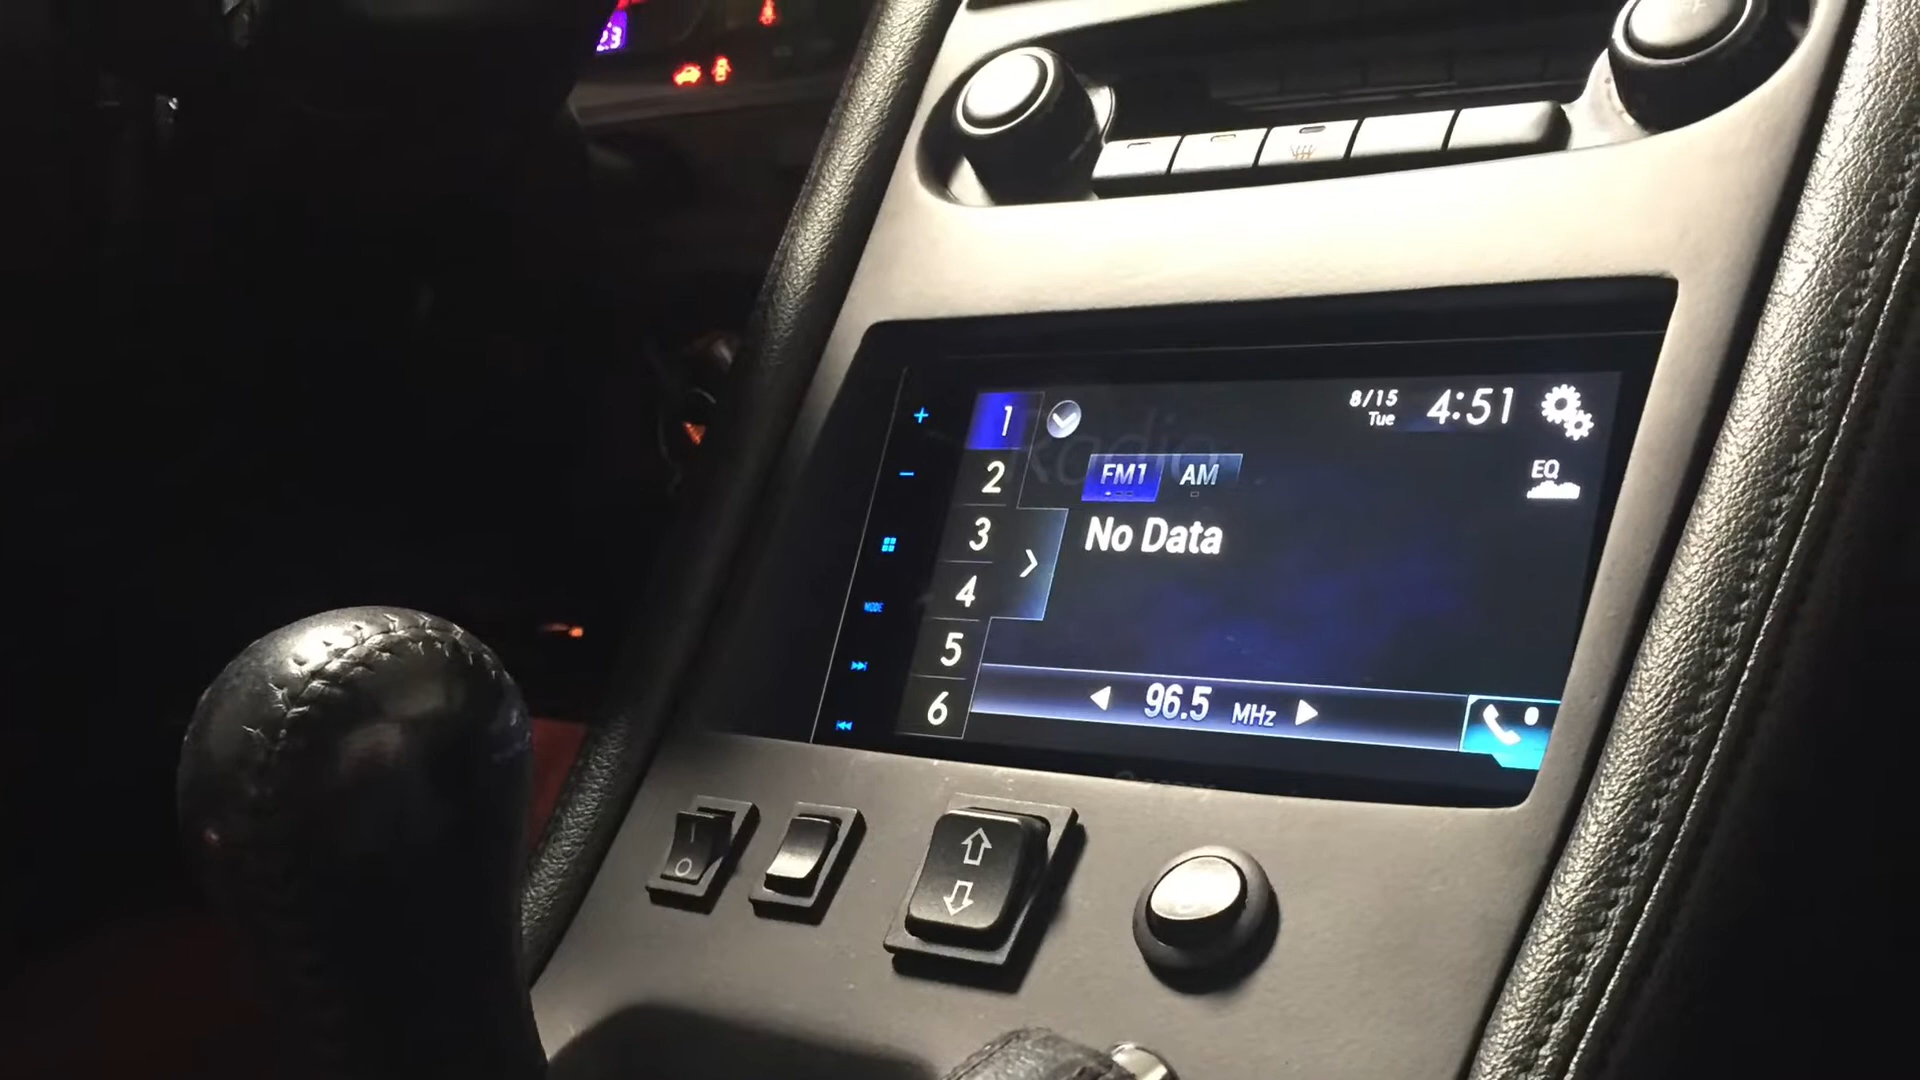 8/15
Tue
4:51
1
2
3
4
5
6
Radio
FM1 AM
EQ
No Data
MODE
96.5 MHz